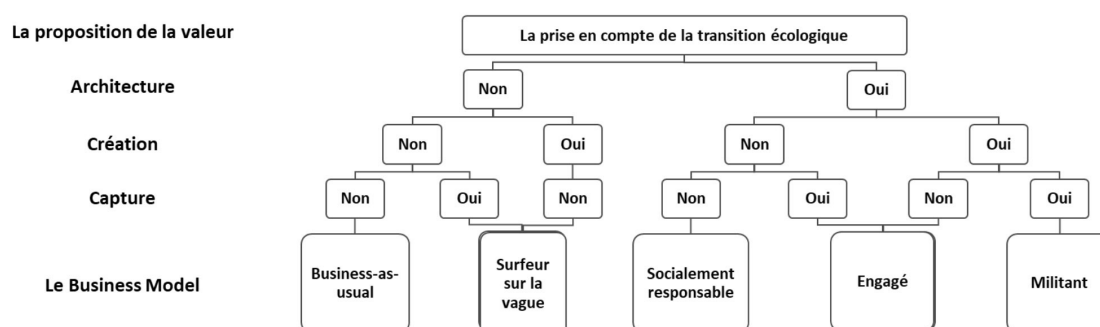 La proposition de la valeur
La prise en compte de la transition écologique
Architecture
Non
Oui
Création
Non
Oui
Non
Oui
Capture
Non
Oui
Non
Non
Oui
Non
Oui
Le Business Model
Business-as-
usual
Surfeur
sur la
vague
Socialement
responsable
Engagé
Militant